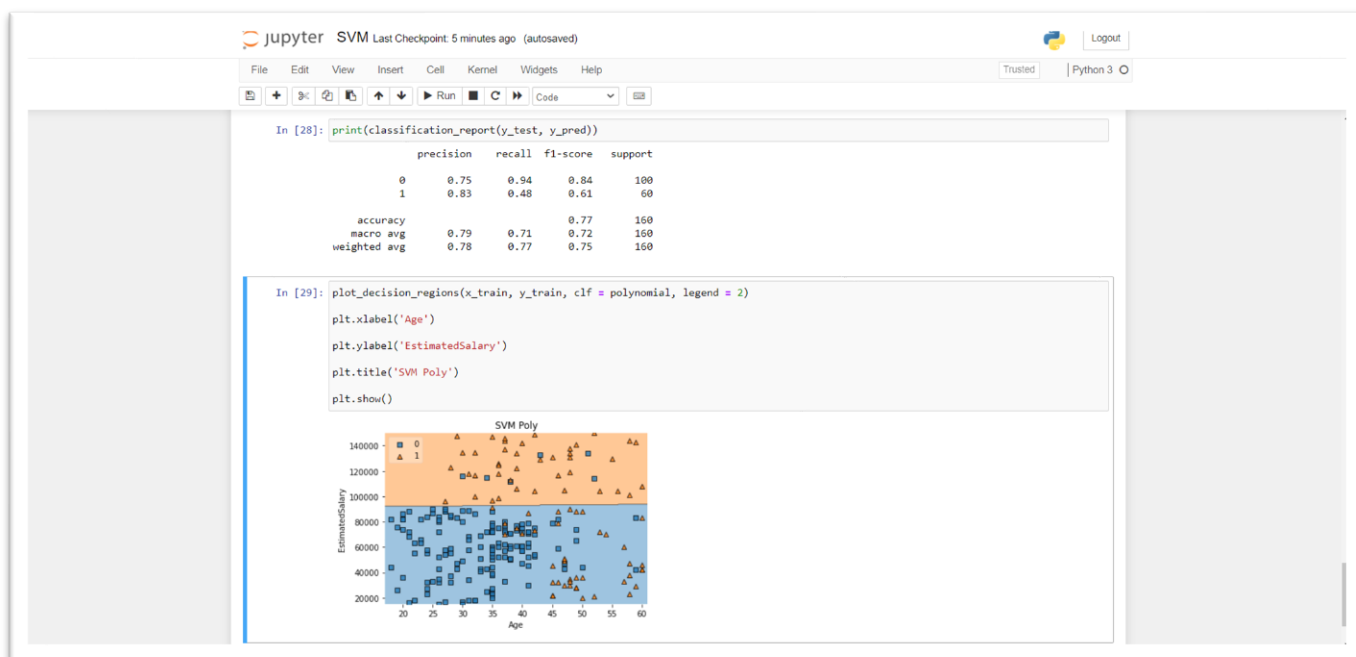 jupyter SVM Last Checkpoint: 5 minutes ago (autosaved)
Logout
File Edit View Insert Cell Kernel Widgets Help
Trusted
Python 3
Run
Code
In [28]: print(classification_report(y_test, y_pred))
precision recall f1-score support
0 0.75 0.94 0.84 100
1 0.83 0.48 0.61 60
accuracy 0.77 160
macro avg 0.79 0.71 0.72 160
weighted avg 0.78 0.77 0.75 160
In [29]: plot_decision_regions(x_train, y_train, clf = polynomial, legend = 2)
plt.xlabel('Age')
plt.ylabel('EstimatedSalary')
plt.title('SVM Poly')
plt.show()
SVM Poly
0
1
140000
120000
100000
80000
60000
40000
20000
EstimatedSalary
20 25 30 35 40 45 50 55 60
Age